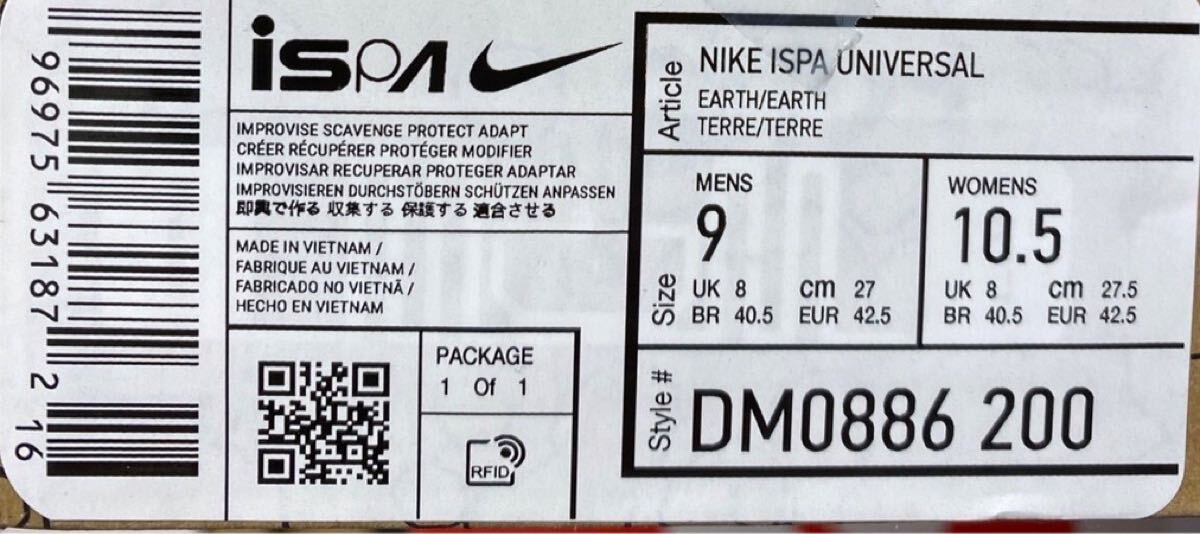 96975 63187 2 16
ISPA
IMPROVISE SCAVENGE PROTECT ADAPT
CRÉER RÉCUPÉRER PROTÉGER MODIFIER
IMPROVISAR RECUPERAR PROTEGER ADAPTAR
IMPROVISIEREN DURCHSTÖBERN SCHÜTZEN ANPASSEN
即興で作る 収集する 保護する 適合させる
MADE IN VIETNAM /
FABRIQUE AU VIETNAM /
FABRICADO NO VIETNÃ /
HECHO EN VIETNAM
PACKAGE
1 Of 1
RFID
Article
NIKE ISPA UNIVERSAL
EARTH/EARTH
TERRE/TERRE
Size
MENS
9
UK 8 cm 27
BR 40.5 EUR 42.5
WOMENS
10.5
UK 8 cm 27.5
BR 40.5 EUR 42.5
Style #
DM0886 200